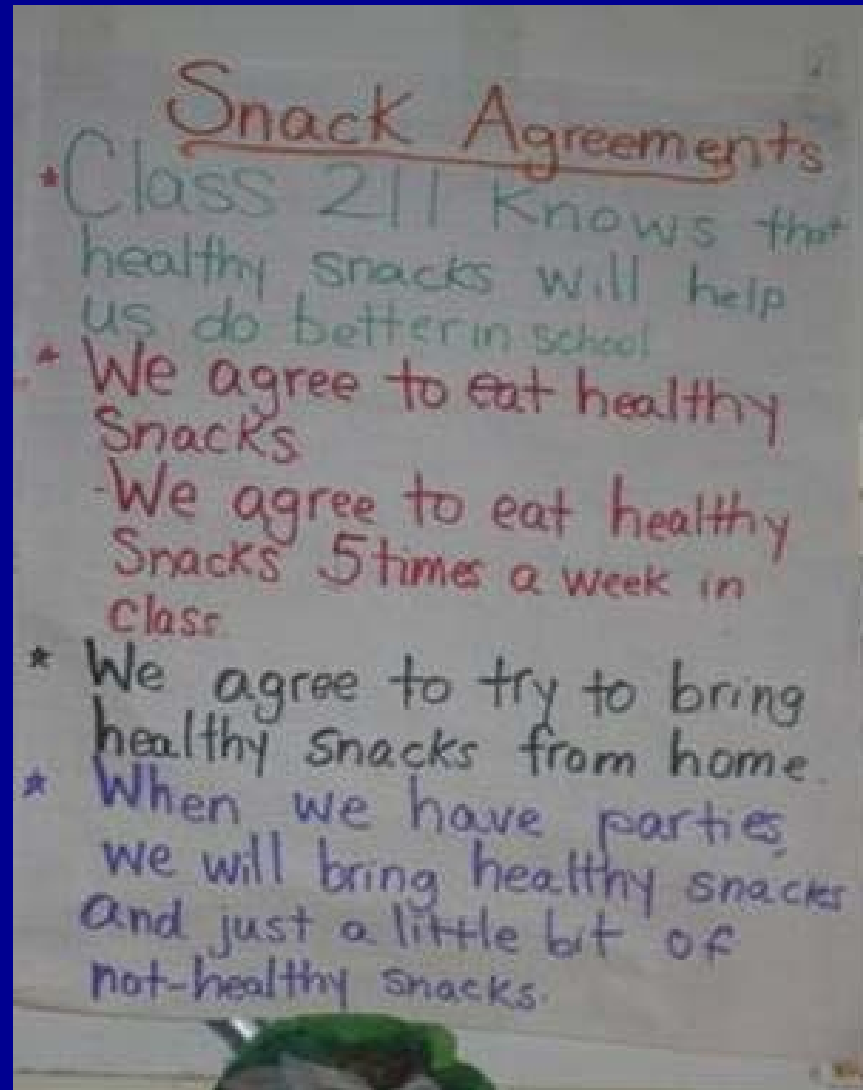 Snack Agreements
* Class 211 Knows that
healthy snacks will help
us do better in school
* We agree to eat healthy
Snacks
-We agree to eat healthy
Snacks 5 times a week in
Class.
* We agree to try to bring
healthy snacks from home.
* When we have parties,
we will bring healthy snacks
and just a little bit of
not-healthy snacks.